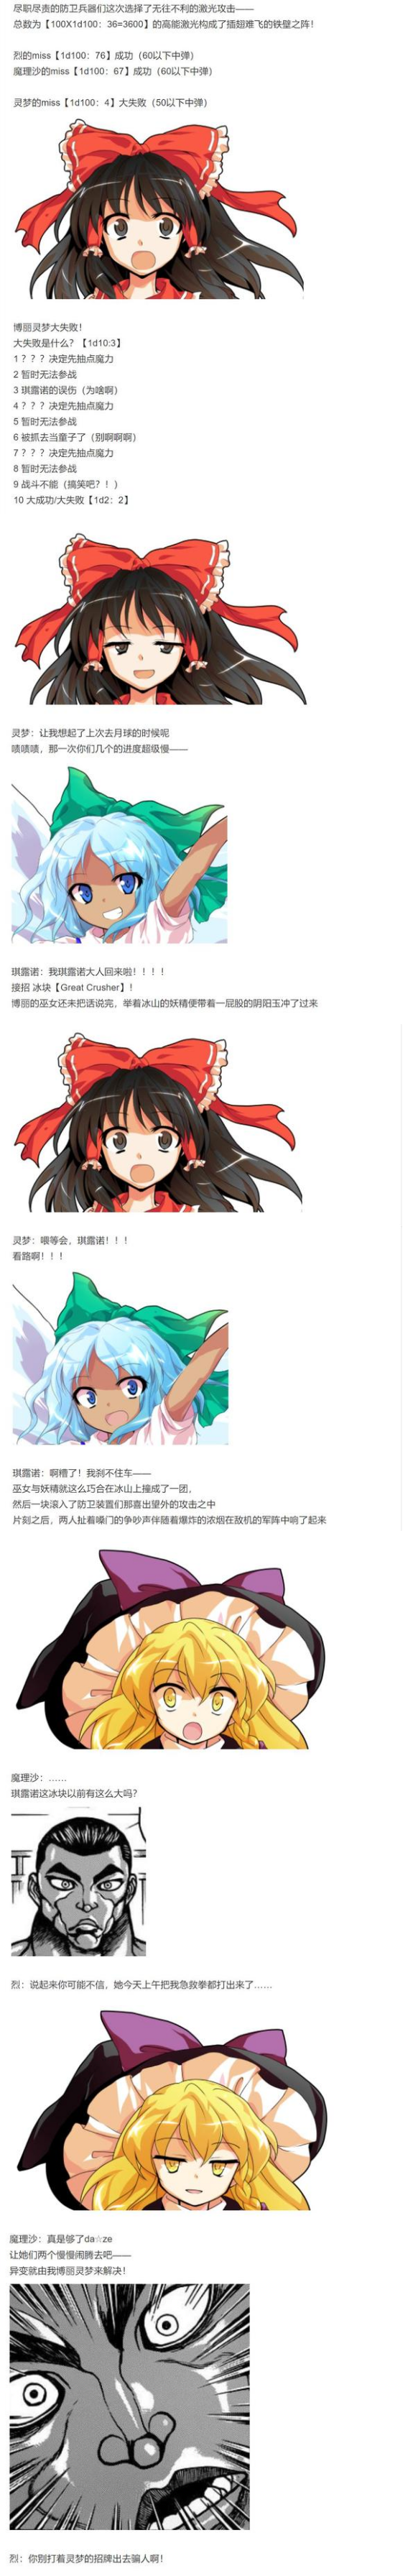 尽职尽责的防卫兵器们这次选择了无往不利的激光攻击——
总数为【100X1d100：36=3600】的高能激光构成了插翅难飞的铁壁之阵！
烈的miss【1d100：76】成功（60以下中弹）
魔理沙的miss【1d100：67】成功（60以下中弹）
灵梦的miss【1d100：4】大失败（50以下中弹）
博丽灵梦大失败！
大失败是什么？【1d10:3】
1 ？？？决定先抽点魔力
2 暂时无法参战
3 琪露诺的误伤（为啥啊）
4 ？？？决定先抽点魔力
5 暂时无法参战
6 被抓去当童子了（别啊啊啊）
7 ？？？决定先抽点魔力
8 暂时无法参战
9 战斗不能（搞笑吧？！）
10 大成功/大失败【1d2：2】
灵梦：让我想起了上次去月球的时候呢
啧啧啧，那一次你们几个的进度超级慢——
琪露诺：我琪露诺大人回来啦！！！！
接招 冰块【Great Crusher】！
博丽的巫女还未把话说完，举着冰山的妖精便带着一屁股的阴阳玉冲了过来
灵梦：喂等会，琪露诺！！！
看路啊！！！
琪露诺：啊糟了！我刹不住车——
巫女与妖精就这么巧合在冰山上撞成了一团，
然后一块滚入了防卫装置们那喜出望外的攻击之中
片刻之后，两人扯着嗓门的争吵声伴随着爆炸的浓烟在敌机的军阵中响了起来
魔理沙：……
琪露诺这冰块以前有这么大吗？
烈：说起来你可能不信，她今天上午把我急救拳都打出来了……
魔理沙：真是够了da☆ze
让她们两个慢慢闹腾去吧——
异变就由我博丽灵梦来解决！
烈：你别打着灵梦的招牌出去骗人啊！